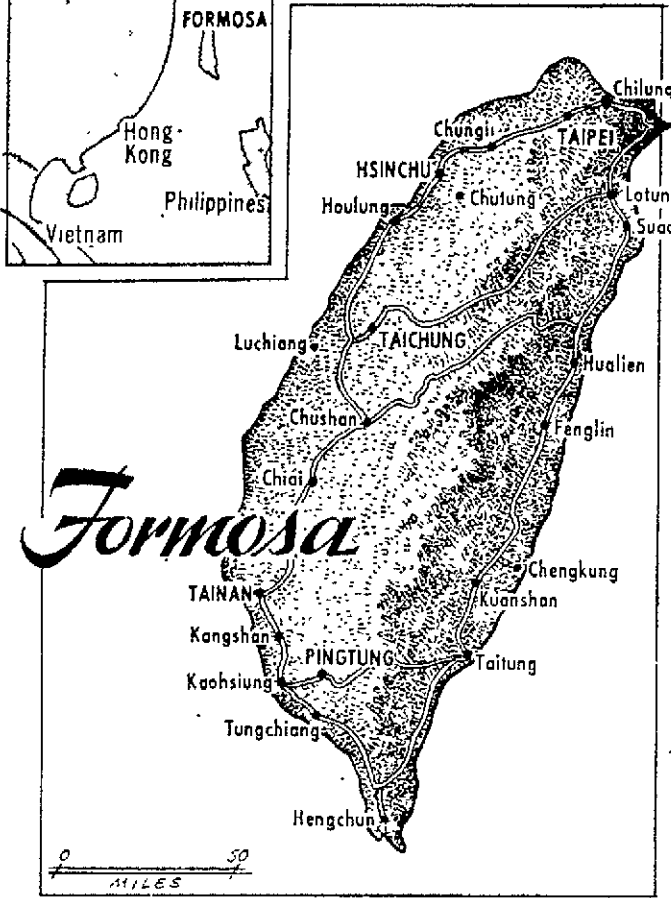 FORMOSA
Hong-
Kong
Philippines
Vietnam
Chilung
Chungli
TAIPEI
HSINCHU
Chutung
Lotun
Houlung
Suao
TAICHUNG
Luchiang
Hualien
Chushan
Fenglin
Chiai
Formosa
Chengkung
TAINAN
Kuanshan
Kangshan
PINGTUNG
Taitung
Kaohsiung
Tungchiang
Hengchun
0 50
MILES